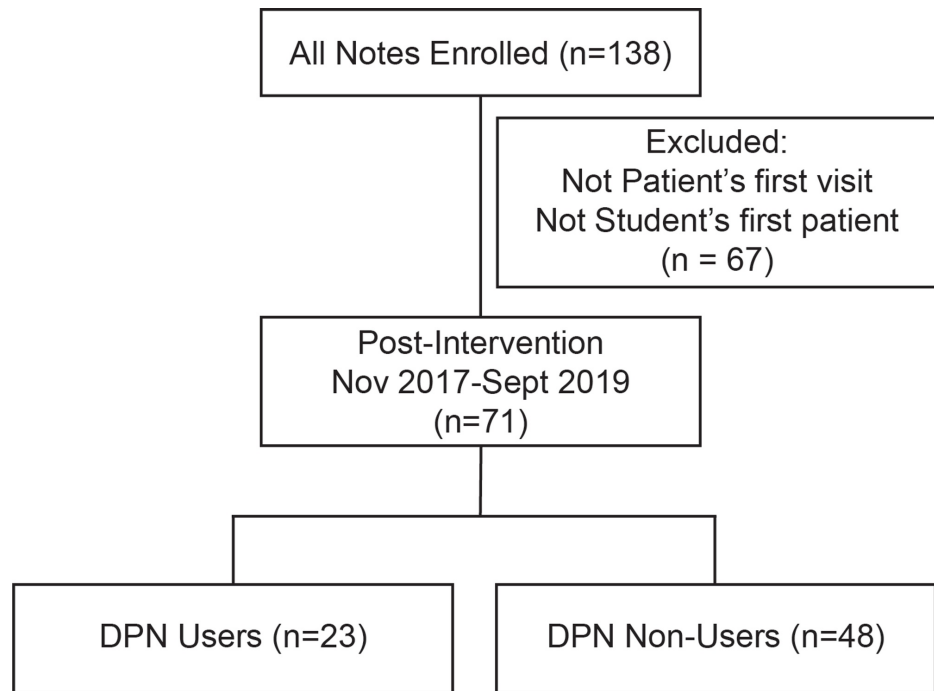 All Notes Enrolled (n=138)
Excluded:
Not Patient’s first visit
Not Student’s first patient
(n = 67)
Post-Intervention
Nov 2017-Sept 2019
(n=71)
DPN Users (n=23)
DPN Non-Users (n=48)